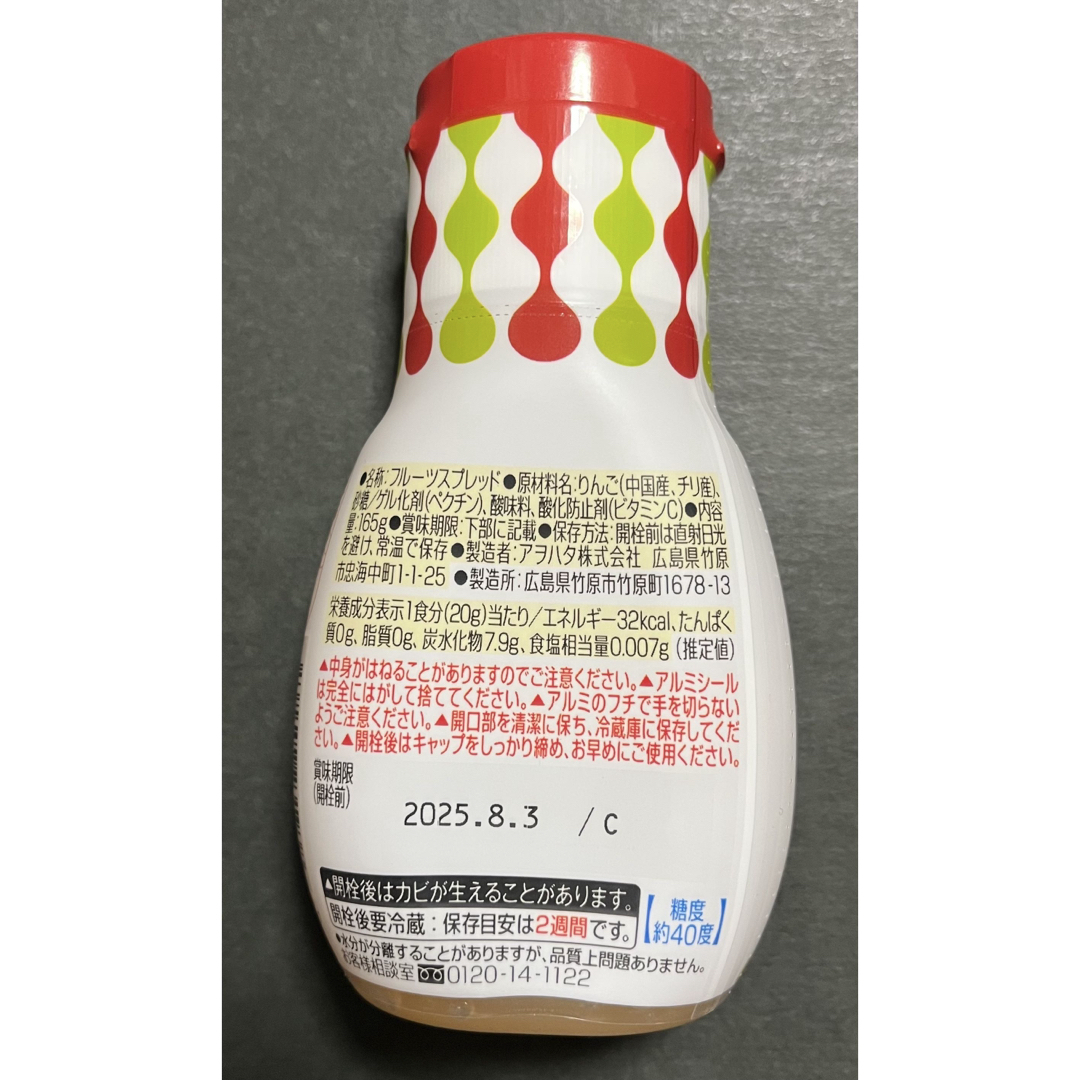 ●名称:フルーツスプレッド●原材料名:りんご(中国産、チリ産)、
砂糖/ゲル化剤(ペクチン)、酸味料、酸化防止剤(ビタミンC)●内容
量:165g●賞味期限:下部に記載●保存方法:開栓前は直射日光
を避け、常温で保存●製造者:アヲハタ株式会社 広島県竹原
市忠海中町1-1-25 ●製造所:広島県竹原市竹原町1678-13
栄養成分表示1食分(20g)当たり/エネルギー32kcal、たんぱく
質0g、脂質0g、炭水化物7.9g、食塩相当量0.007g(推定値)
▲中身がはねることがありますのでご注意ください。▲アルミシール
は完全にはがして捨ててください。▲アルミのフチで手を切らない
ようご注意ください。▲開口部を清潔に保ち、冷蔵庫に保存してくだ
さい。▲開栓後はキャップをしっかり締め、お早めにご使用ください。
賞味期限
(開栓前)
2025.8.3 /C
▲開栓後はカビが生えることがあります。
開栓後要冷蔵:保存目安は2週間です。
【糖度
約40度】
●水分が分離することがありますが、品質上問題ありません。
お客様相談室 0120-14-1122